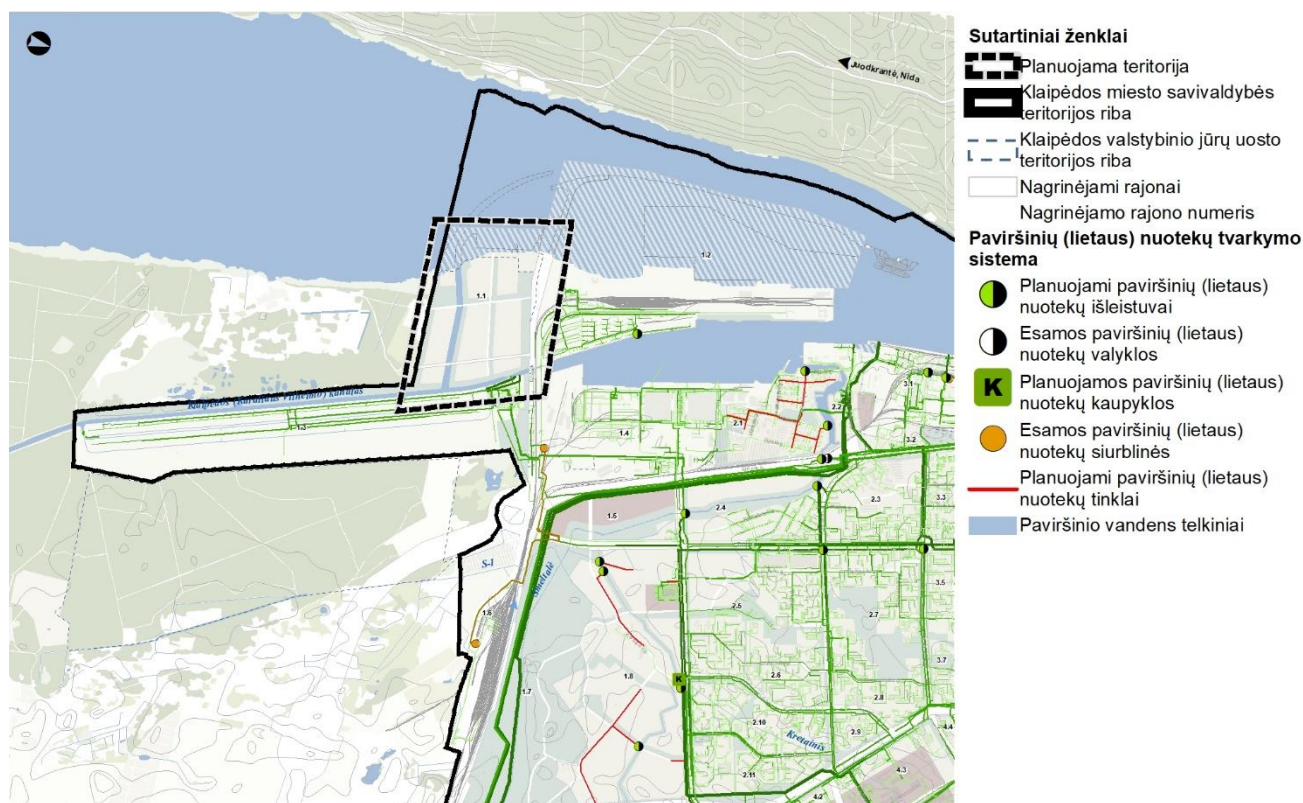 Juodkrantė, Nida
1.2
1.1
Klaipėdos (Karaliaus Vilhelmo) kanalas
1.3
1.4
2.1
2.2
3.1
3.2
2.3
3.3
2.4
1.5
S-1
Smeltalė
1.6
3.5
2.5
2.7
3.7
1.7
1.8
K
2.6
2.8
2.10
2.9
Kretainis
4.4
2.11
4.3
4.2
Sutartiniai ženklai
Planuojama teritorija
Klaipėdos miesto savivaldybės
teritorijos riba
Klaipėdos valstybinio jūrų uosto
teritorijos riba
Nagrinėjami rajonai
Nagrinėjamo rajono numeris
Paviršinių (lietaus) nuotekų tvarkymo
sistema
Planuojami paviršinių (lietaus)
nuotekų išleistuvai
Esamos paviršinių (lietaus)
nuotekų valyklos
K
Planuojamos paviršinių (lietaus)
nuotekų kaupyklos
Esamos paviršinių (lietaus)
nuotekų siurblinės
Planuojami paviršinių (lietaus)
nuotekų tinklai
Paviršinio vandens telkiniai